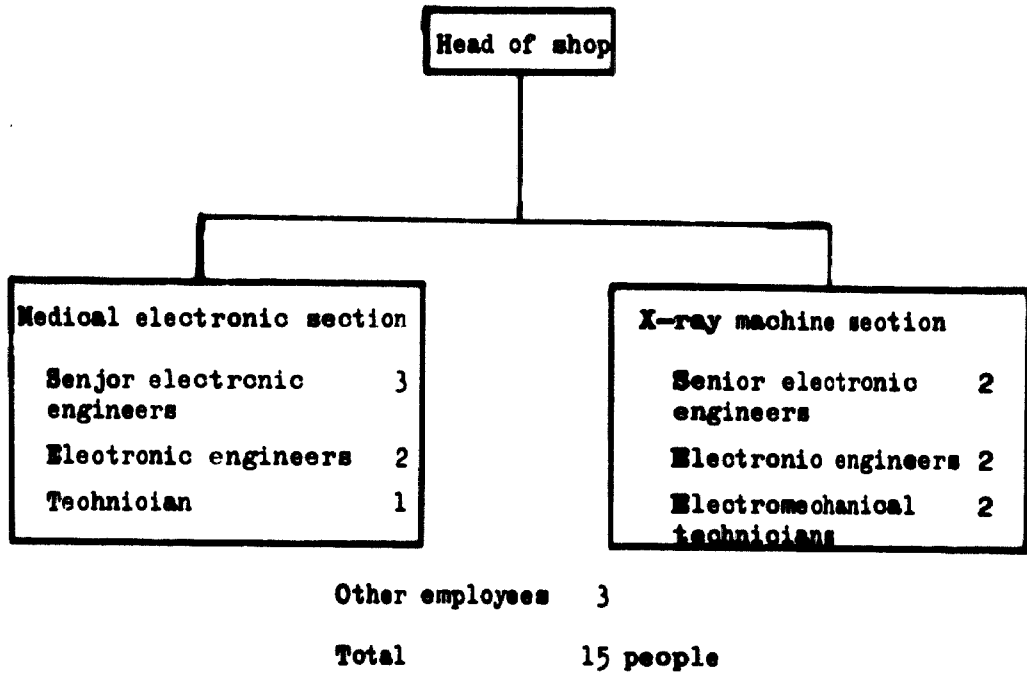 Head of shop
Medical electronic section
Senjor electronic 3
engineers
Electronic engineers 2
Technician 1
X-ray machine section
Senior electronic 2
engineers
Electronic engineers 2
Electromechanical 2
technicians
Other employees 3
Total 15 people